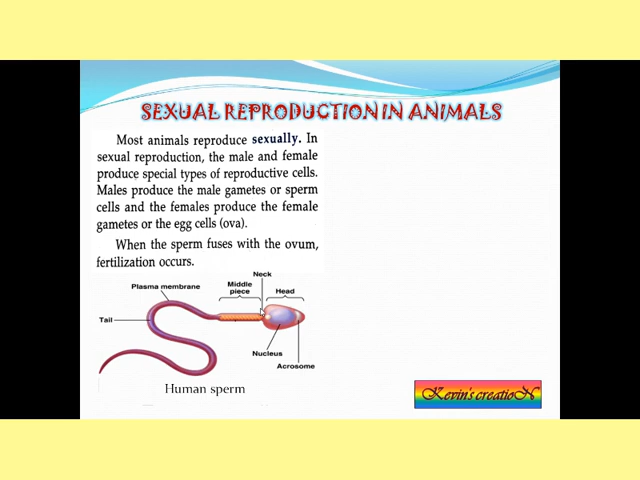 SEXUAL REPRODUCTION IN ANIMALS
Most animals reproduce sexually. In
sexual reproduction, the male and female
produce special types of reproductive cells.
Males produce the male gametes or sperm
cells and the females produce the female
gametes or the egg cells (ova).
When the sperm fuses with the ovum,
fertilization occurs.
Neck
Plasma membrane
Middle
piece
Head
Tail
Nucleus
Acrosome
Human sperm
Kevin's creatioN